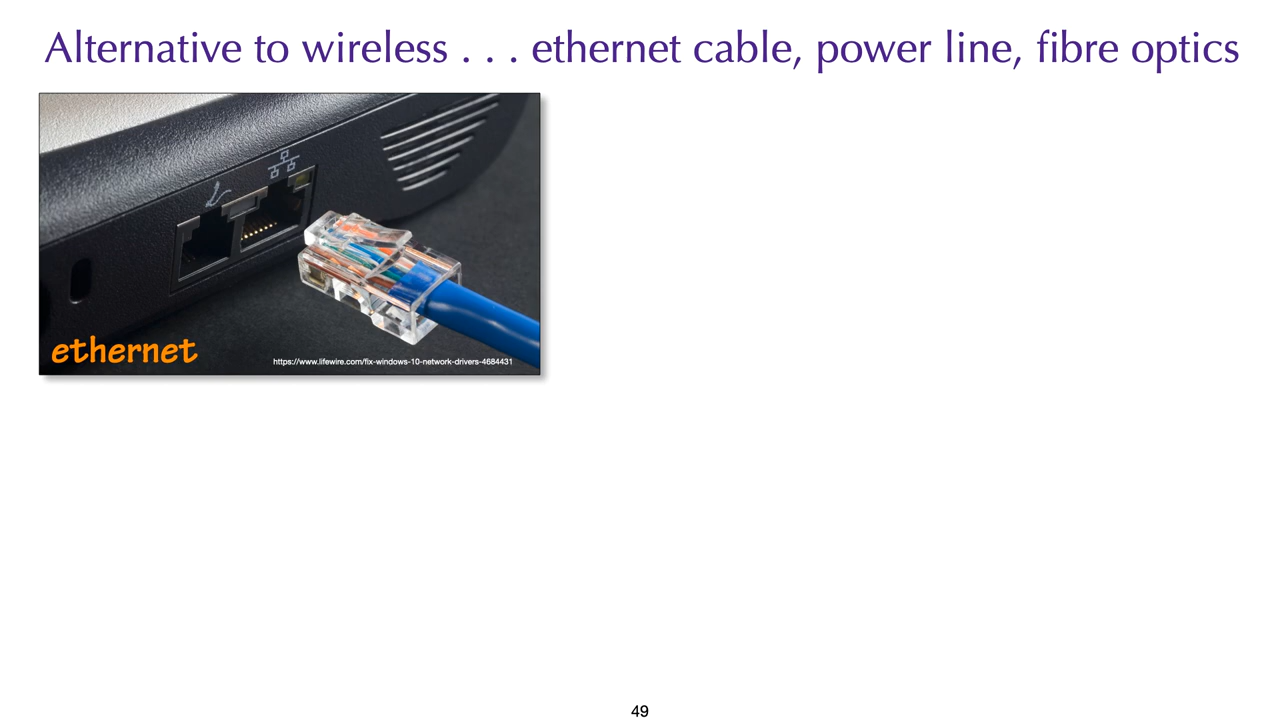 Alternative to wireless . . . ethernet cable, power line, fibre optics
ethernet
https://www.lifewire.com/fix-windows-10-network-drivers-4684431
49